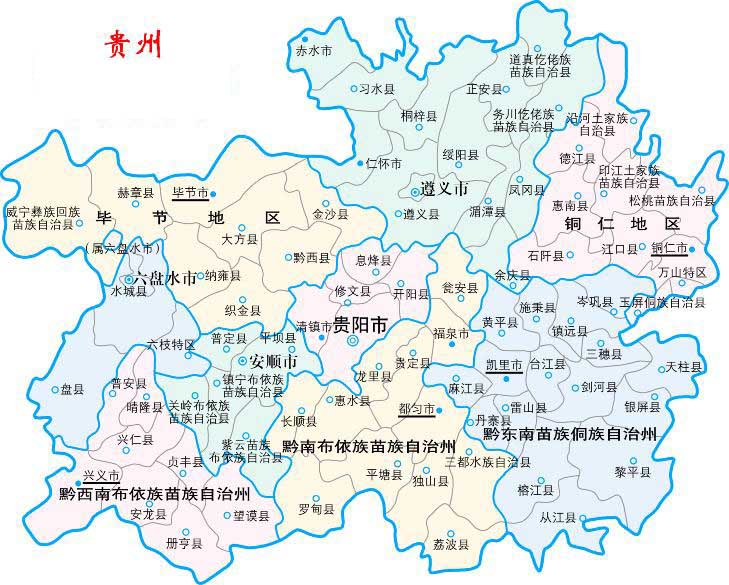 贵州
赤水市
道真仡佬族
苗族自治县
习水县
正安县
桐梓县
务川仡佬族
苗族自治县
沿河土家族
自治县
绥阳县
德江县
仁怀市
印江土家族
苗族自治县
遵义市
凤冈县
松桃苗族自治县
赫章县
毕节市
威宁彝族回族
苗族自治县
毕节地区
金沙县
遵义县
湄潭县
惠南县
铜仁地区
大方县
(属六盘水市)
黔西县
息烽县
石阡县
江口县
铜仁市
六盘水市
水城县
纳雍县
余庆县
万山特区
织金县
修文县
开阳县
瓮安县
施秉县
岑巩县
玉屏侗族自治县
清镇市
贵阳市
福泉市
黄平县
镇远县
六枝特区
普定县
平坝县
三穗县
安顺市
贵定县
凯里市
台江县
天柱县
龙里县
盘县
普安县
镇宁布依族
苗族自治县
麻江县
剑河县
晴隆县
关岭布依族
苗族自治县
惠水县
长顺县
都匀市
雷山县
银屏县
丹寨县
兴仁县
紫云苗族
布依族自治县
黔南布依族苗族自治州
黔东南苗族侗族自治州
贞丰县
三都水族自治县
兴义市
平塘县
独山县
黎平县
黔西南布依族苗族自治州
榕江县
安龙县
望谟县
罗甸县
从江县
册亨县
荔波县